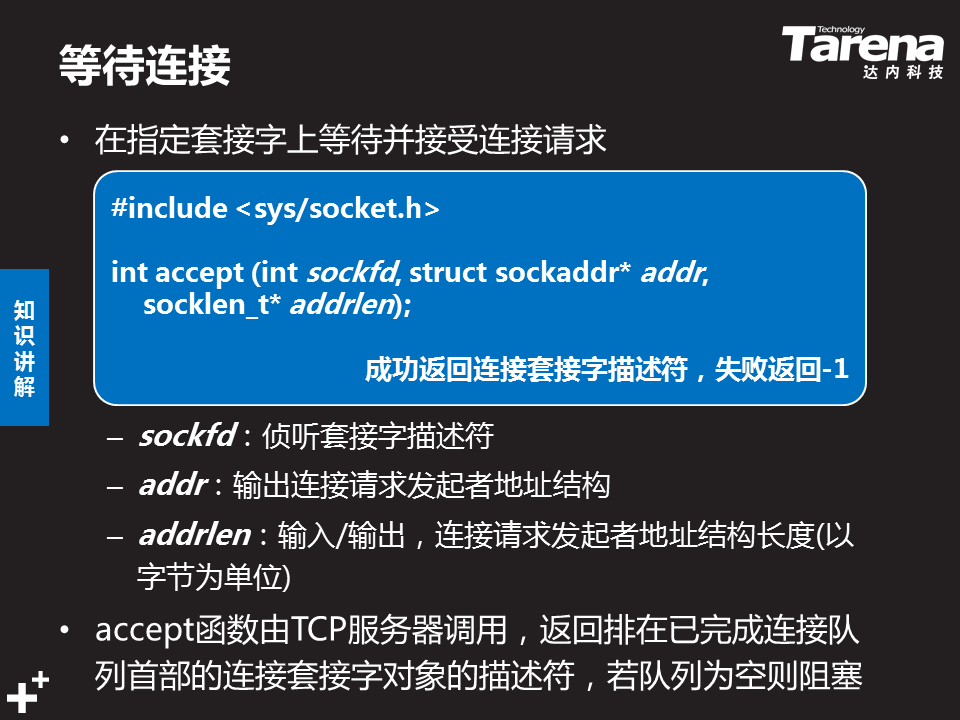 等待连接
Technology
Tarena
达内科技
• 在指定套接字上等待并接受连接请求
#include <sys/socket.h>
int accept (int sockfd, struct sockaddr* addr,
socklen_t* addrlen);
成功返回连接套接字描述符，失败返回-1
知识讲解
– sockfd：侦听套接字描述符
– addr：输出连接请求发起者地址结构
– addrlen：输入/输出，连接请求发起者地址结构长度(以
字节为单位)
• accept函数由TCP服务器调用，返回排在已完成连接队
列首部的连接套接字对象的描述符，若队列为空则阻塞